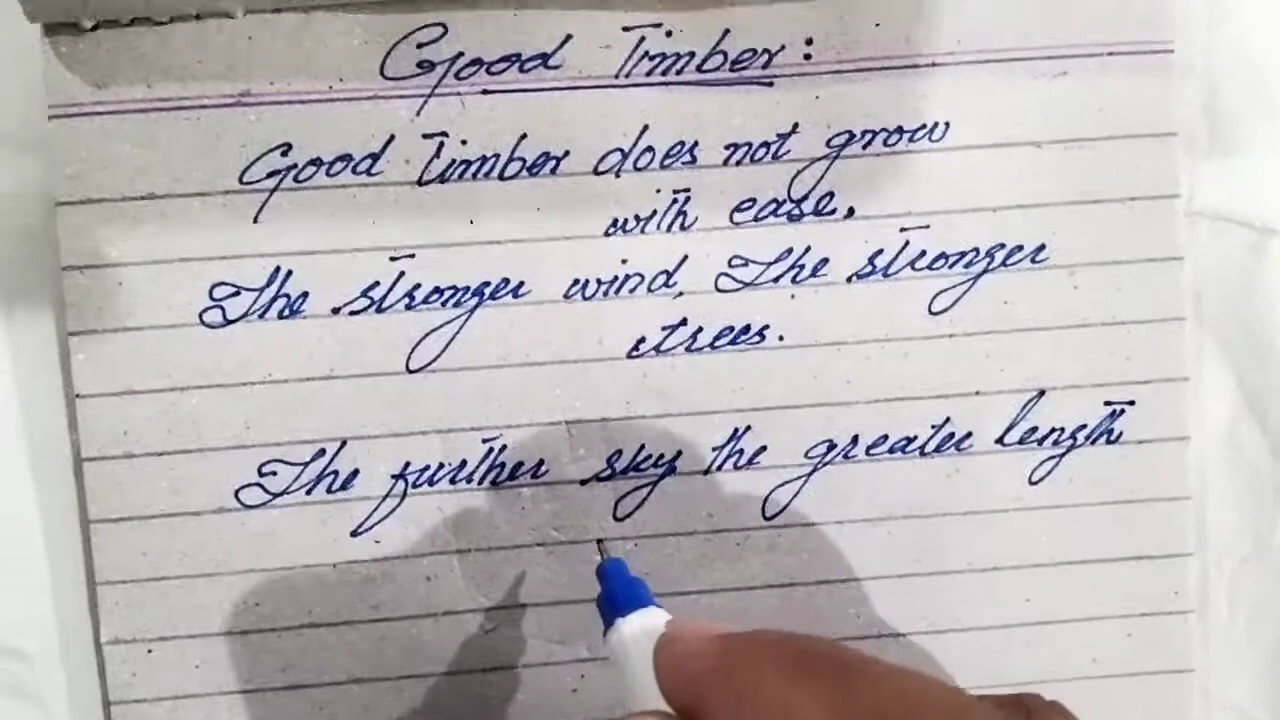 Good Timber:
Good Timber does not grow
with ease.
The stronger wind, The stronger
trees.
The further sky the greater length